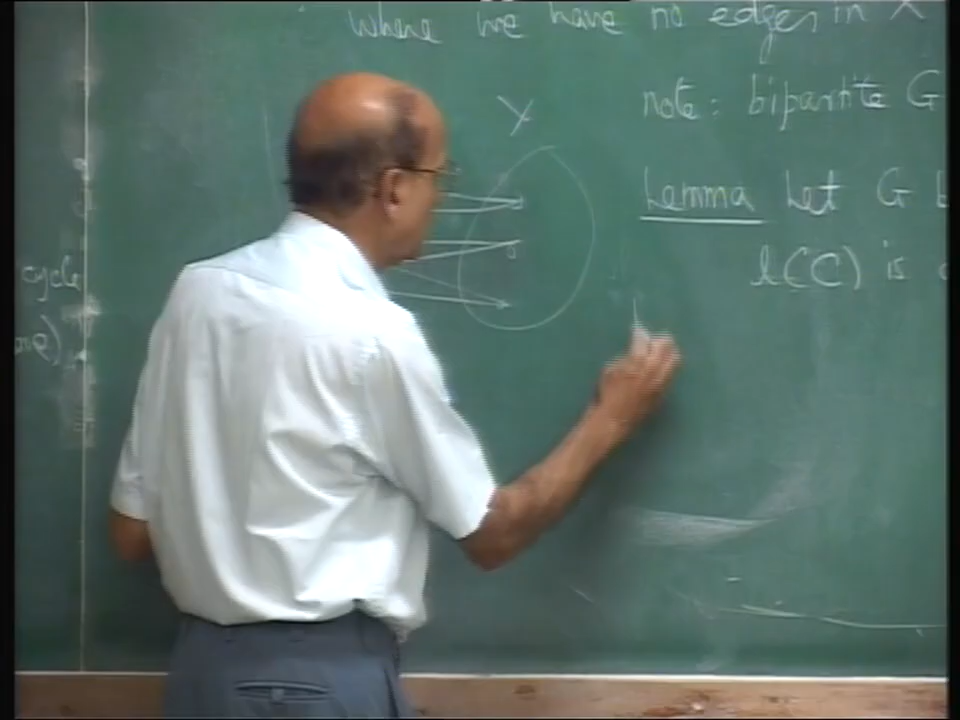 where we have no edges in X
Y
note: bipartite G
Lemma Let G
l(C) is
cycle